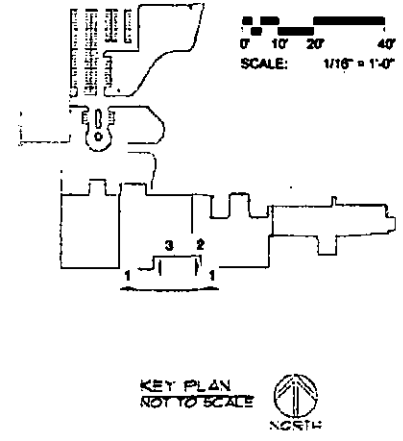 0' 10' 20' 40'
SCALE: 1/16" = 1'-0"
3 2
1 1
KEY PLAN
NOT TO SCALE
NORTH